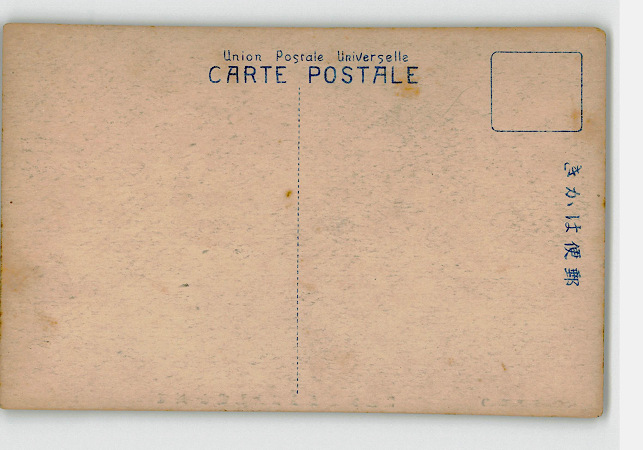 Union Postale Universelle
CARTE POSTALE
きかは便郵